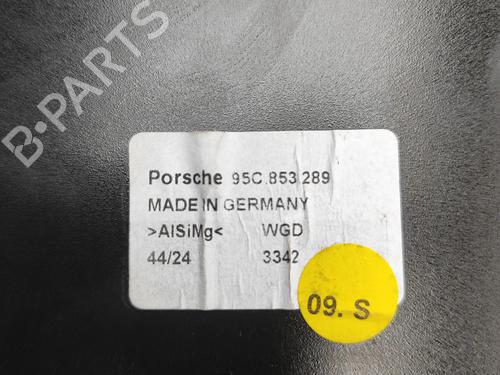 B-PARTS
Porsche 95C.853.289
MADE IN GERMANY
>AlSiMg< WGD
44/24 3342
09. S